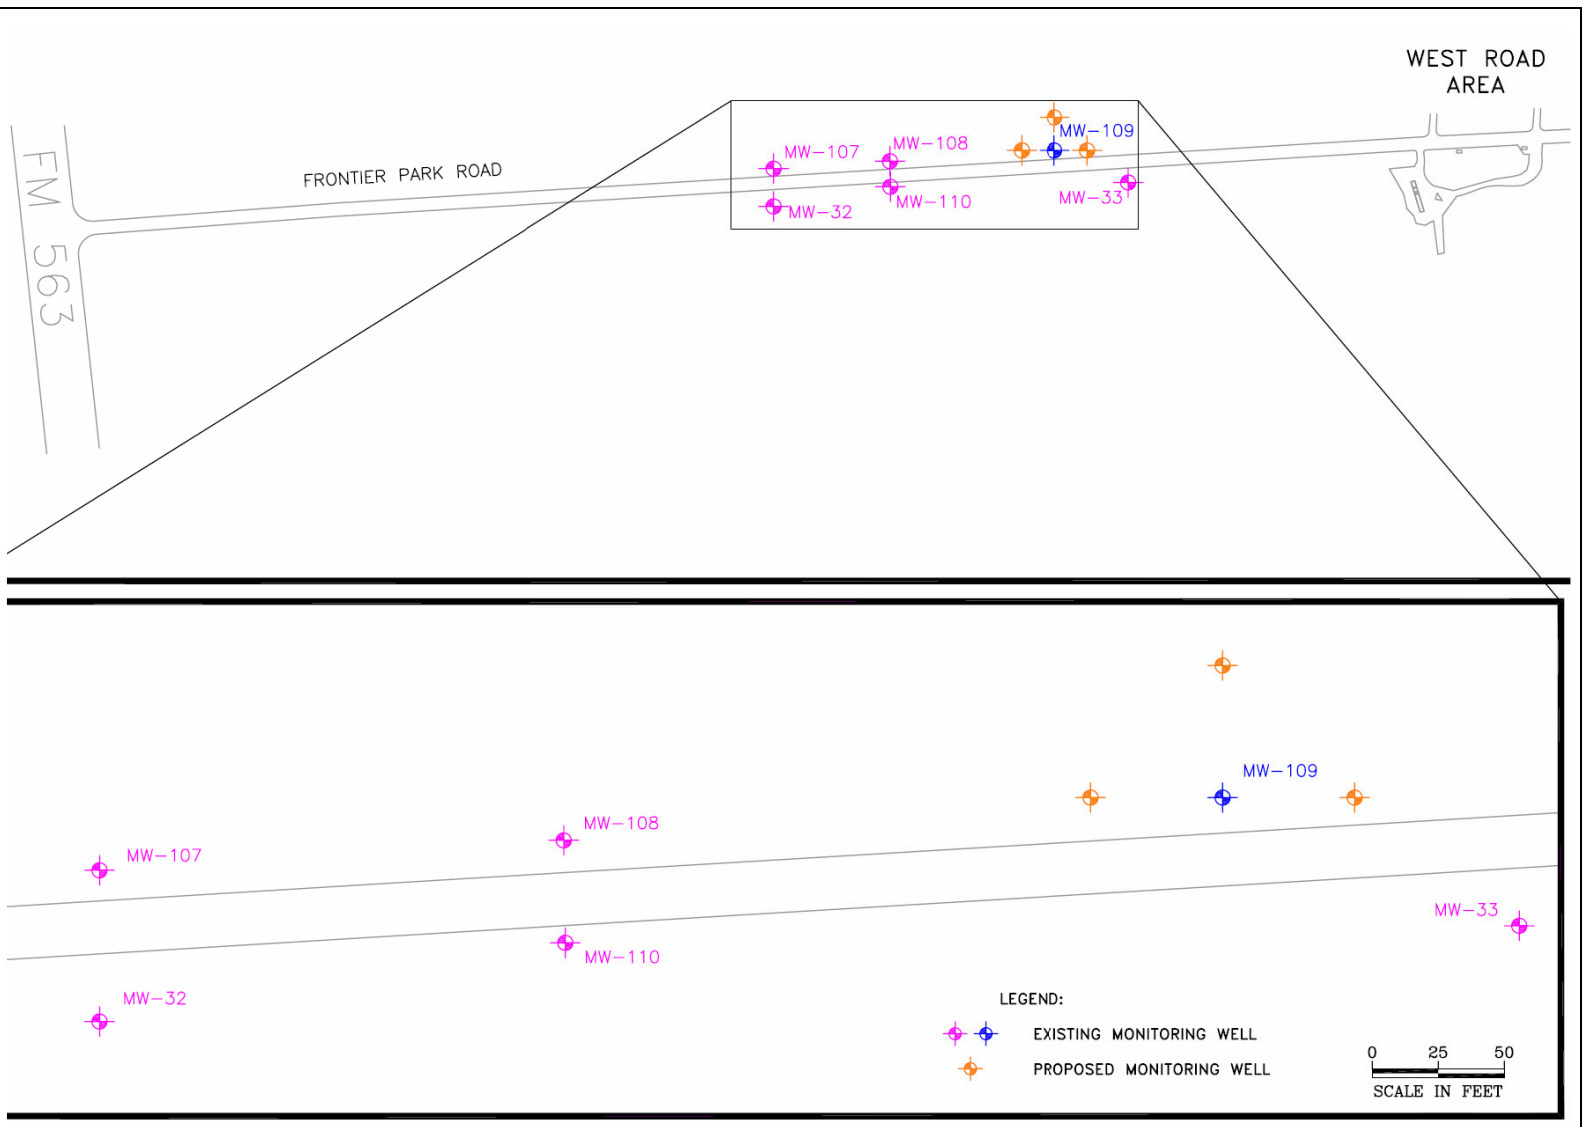 WEST ROAD
AREA
MW-109
MW-108
MW-107
FRONTIER PARK ROAD
MW-33
MW-110
MW-32
FM 563
MW-109
MW-108
MW-107
MW-33
MW-110
MW-32
LEGEND:
EXISTING MONITORING WELL
PROPOSED MONITORING WELL
0 25 50
SCALE IN FEET